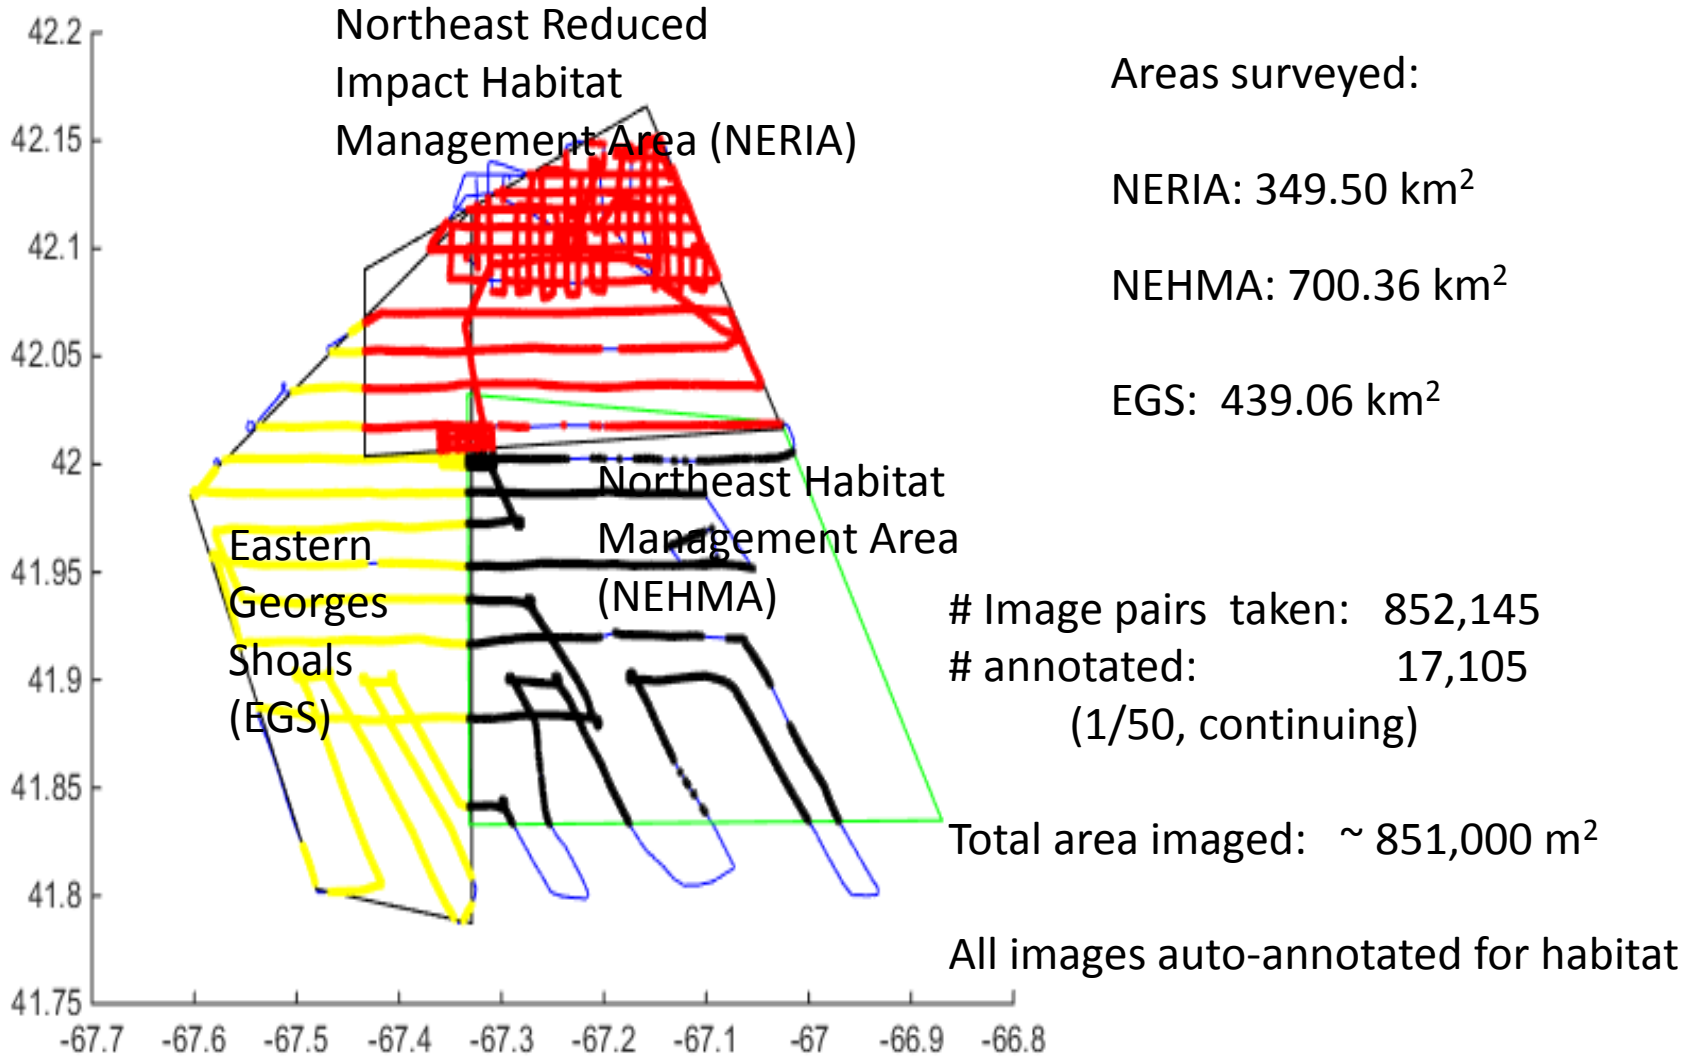 Northeast Reduced
Impact Habitat
Management Area (NERIA)
Areas surveyed:
NERIA: 349.50 km²
NEHMA: 700.36 km²
EGS:  439.06 km²
Northeast Habitat
Management Area
(NEHMA)
Eastern
Georges
Shoals
(EGS)
# Image pairs  taken:   852,145
# annotated:   17,105
(1/50, continuing)
Total area imaged:   ~ 851,000 m²
All images auto-annotated for habitat
42.2
42.15
42.1
42.05
42
41.95
41.9
41.85
41.8
41.75
-67.7 -67.6 -67.5 -67.4 -67.3 -67.2 -67.1 -67 -66.9 -66.8